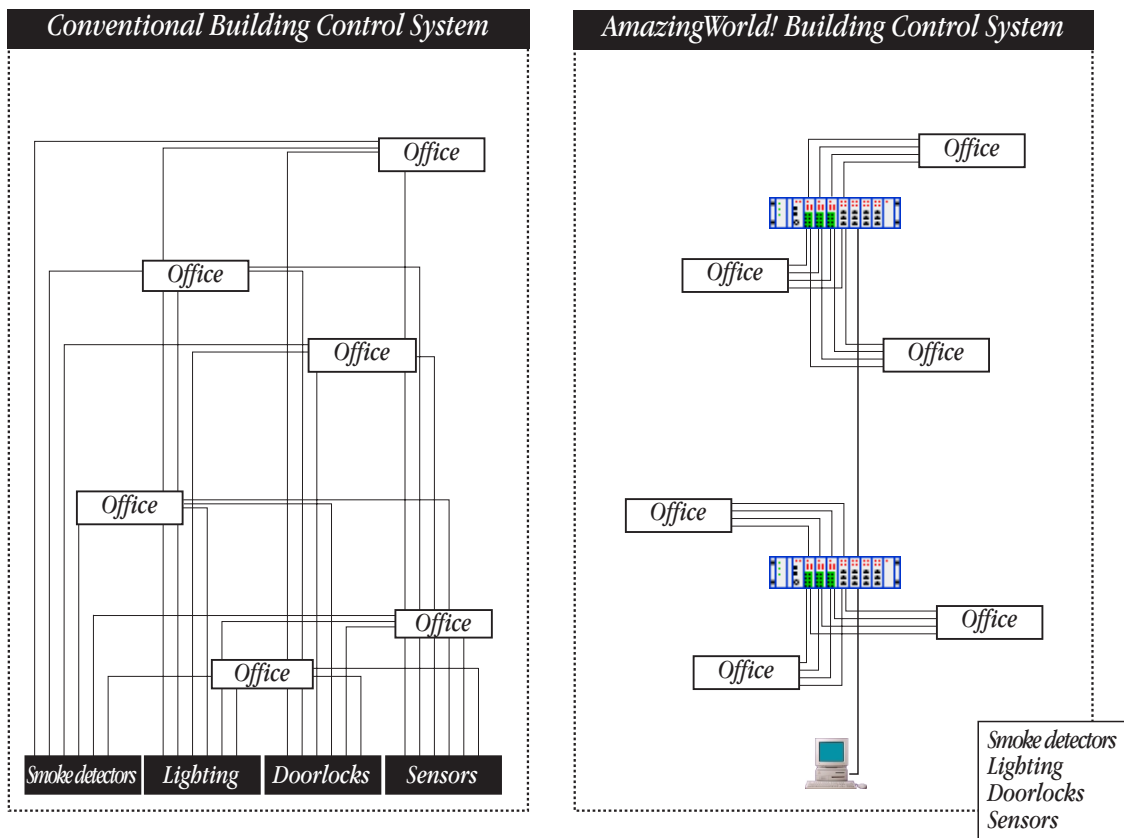 Conventional Building Control System
Office
Office
Office
Office
Office
Office
Smoke detectors
Lighting
Doorlocks
Sensors
AmazingWorld! Building Control System
Office
Office
Office
Office
Office
Office
Smoke detectors
Lighting
Doorlocks
Sensors